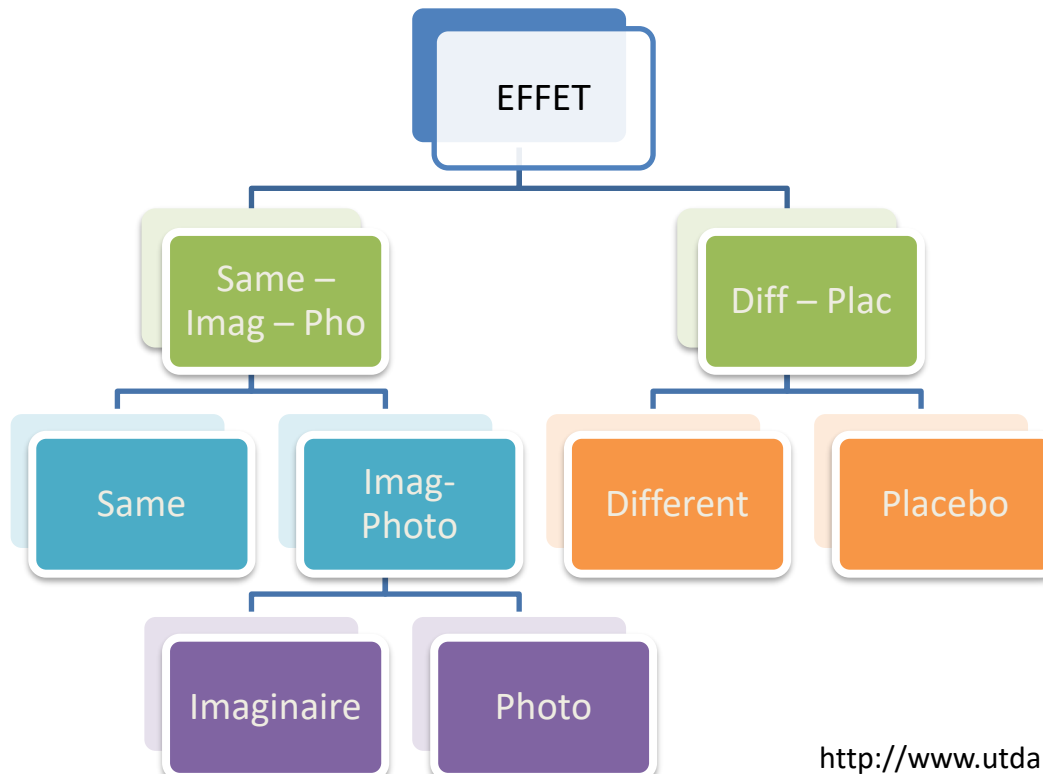 EFFET
Same –
Imag – Pho
Diff – Plac
Same
Imag-
Photo
Different
Placebo
Imaginaire
Photo
http://www.utda